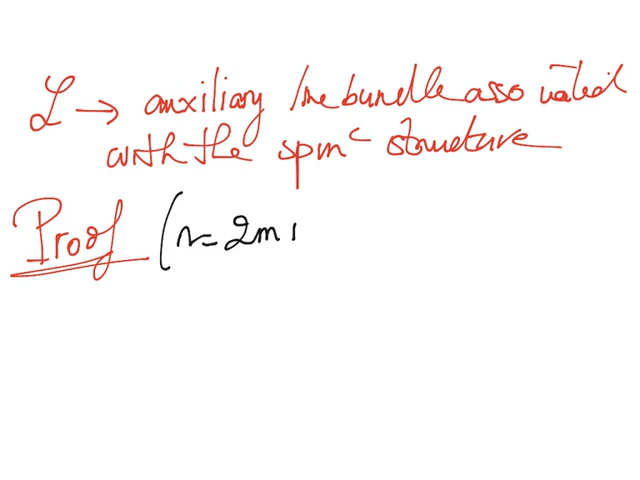 L → auxiliary line bundle associated
with the spin^c structure
Proof (n = 2m